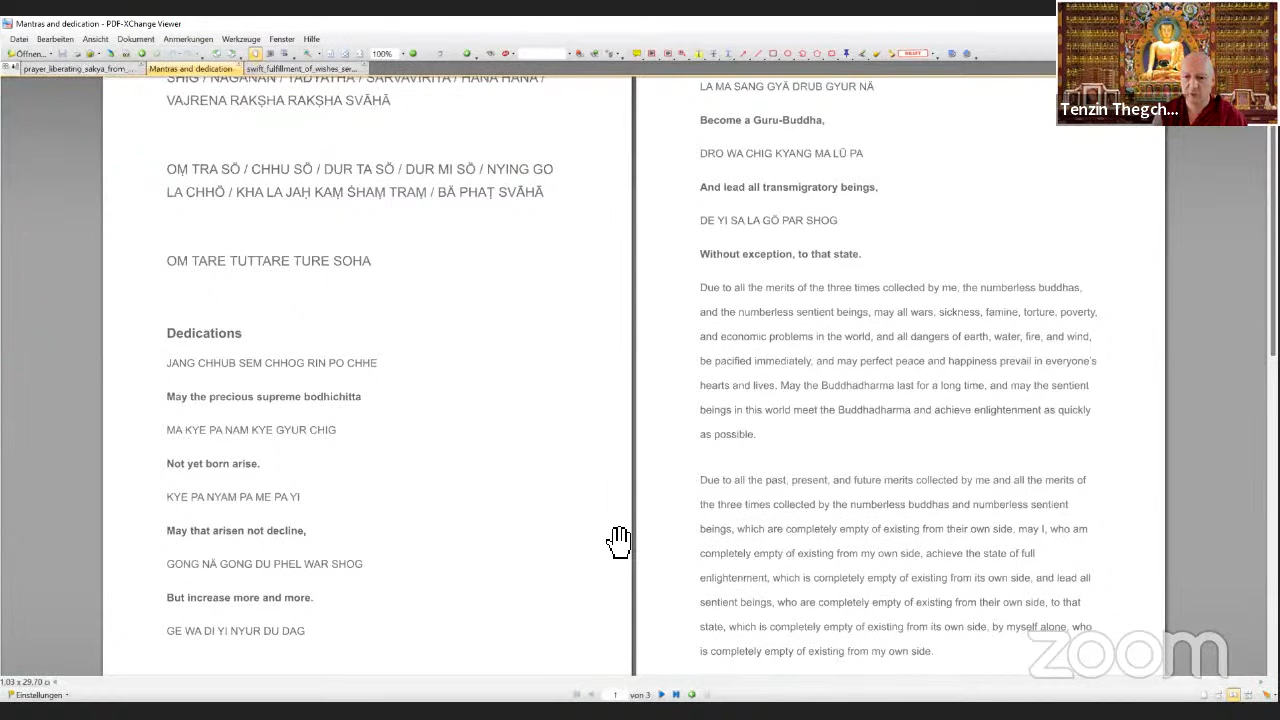 Mantras and dedication - PDF-XChange Viewer
Datei Bearbeiten Ansicht Dokument Anmerkungen Werkzeuge Fenster Hilfe
Öffnen... 100%
prayer_liberating_sakya_from_... Mantras and dedication swift_fulfillment_of_wishes_ser...
Tenzin Thegch...
SHIG / NAGANAN / TADYATHA / SARVAVIRITA / HANA HANA /
VAJRENA RAKṢHA RAKṢHA SVĀHĀ
OṂ TRA SÖ / CHHU SÖ / DUR TA SÖ / DUR MI SÖ / NYING GO
LA CHHÖ / KHA LA JAḤ KAṂ ŚHAṂ TRAṂ / BÄ PHAṬ SVĀHĀ
OM TARE TUTTARE TURE SOHA
Dedications
JANG CHHUB SEM CHHOG RIN PO CHHE
May the precious supreme bodhichitta
MA KYE PA NAM KYE GYUR CHIG
Not yet born arise.
KYE PA NYAM PA ME PA YI
May that arisen not decline,
GONG NÄ GONG DU PHEL WAR SHOG
But increase more and more.
GE WA DI YI NYUR DU DAG
LA MA SANG GYÄ DRUB GYUR NÄ
Become a Guru-Buddha,
DRO WA CHIG KYANG MA LÜ PA
And lead all transmigratory beings,
DE YI SA LA GÖ PAR SHOG
Without exception, to that state.
Due to all the merits of the three times collected by me, the numberless buddhas,
and the numberless sentient beings, may all wars, sickness, famine, torture, poverty,
and economic problems in the world, and all dangers of earth, water, fire, and wind,
be pacified immediately, and may perfect peace and happiness prevail in everyone's
hearts and lives. May the Buddhadharma last for a long time, and may the sentient
beings in this world meet the Buddhadharma and achieve enlightenment as quickly
as possible.
Due to all the past, present, and future merits collected by me and all the merits of
the three times collected by the numberless buddhas and numberless sentient
beings, which are completely empty of existing from their own side, may I, who am
completely empty of existing from my own side, achieve the state of full
enlightenment, which is completely empty of existing from its own side, and lead all
sentient beings, who are completely empty of existing from their own side, to that
state, which is completely empty of existing from its own side, by myself alone, who
is completely empty of existing from my own side.
zoom
Einstellungen 1 von 3